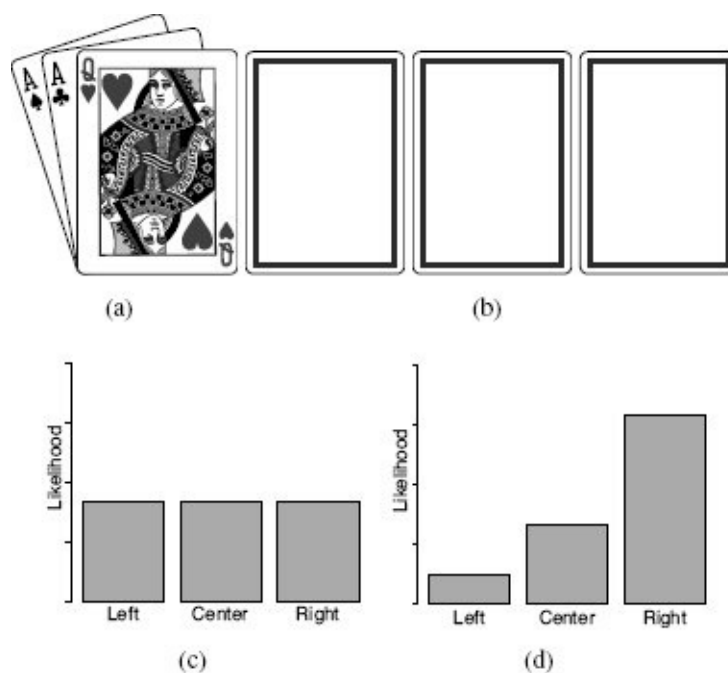 A A Q
Q
(a) (b)
Likelihood
Left Center Right
Likelihood
Left Center Right
(c) (d)